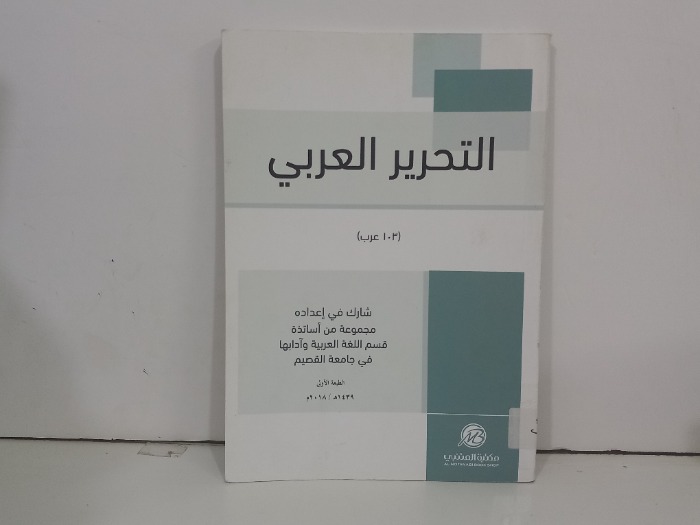 التحرير العربي
(١٠٣ عرب)
شارك في إعداده
مجموعة من أساتذة
قسم اللغة العربية وآدابها
في جامعة القصيم
الطبعة الأولى
١٤٣٩هـ / ٢٠١٨م
مكتبة المتنبي